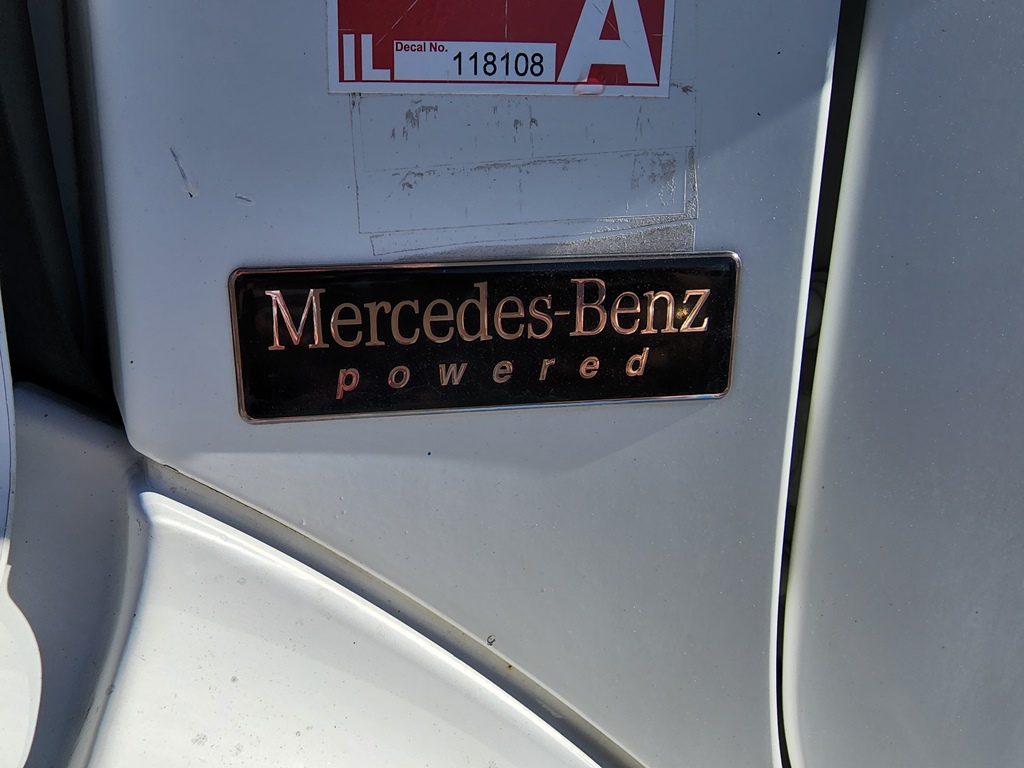 A
IL Decal No. 118108
Mercedes-Benz
powered